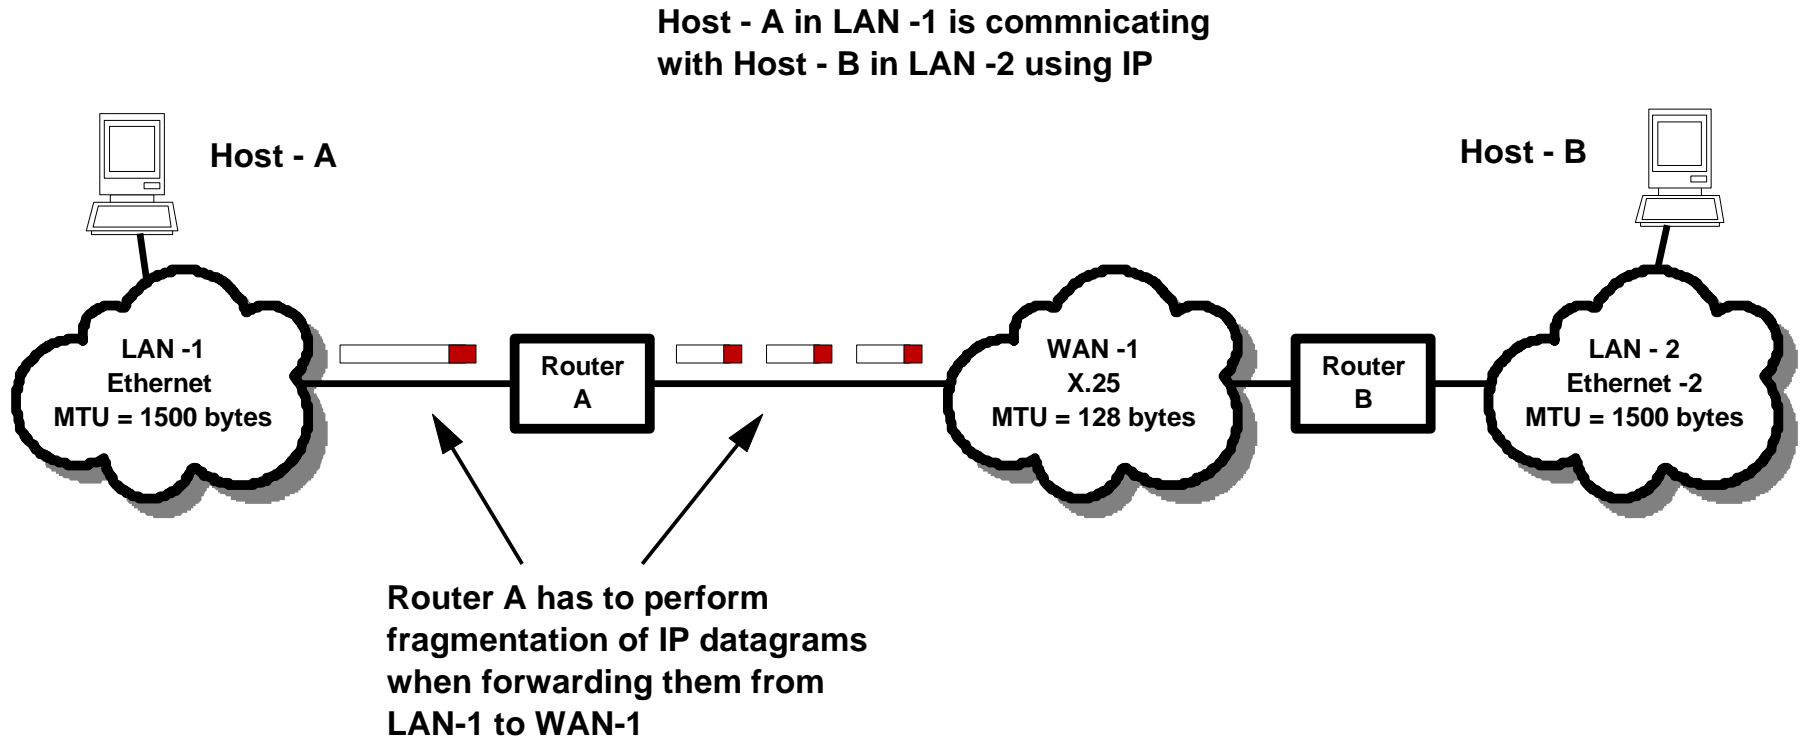 Host - A in LAN -1 is commnicating
with Host - B in LAN -2 using IP
Host - A
Host - B
LAN -1
Ethernet
MTU = 1500 bytes
Router
A
WAN -1
X.25
MTU = 128 bytes
Router
B
LAN - 2
Ethernet -2
MTU = 1500 bytes
Router A has to perform
fragmentation of IP datagrams
when forwarding them from
LAN-1 to WAN-1